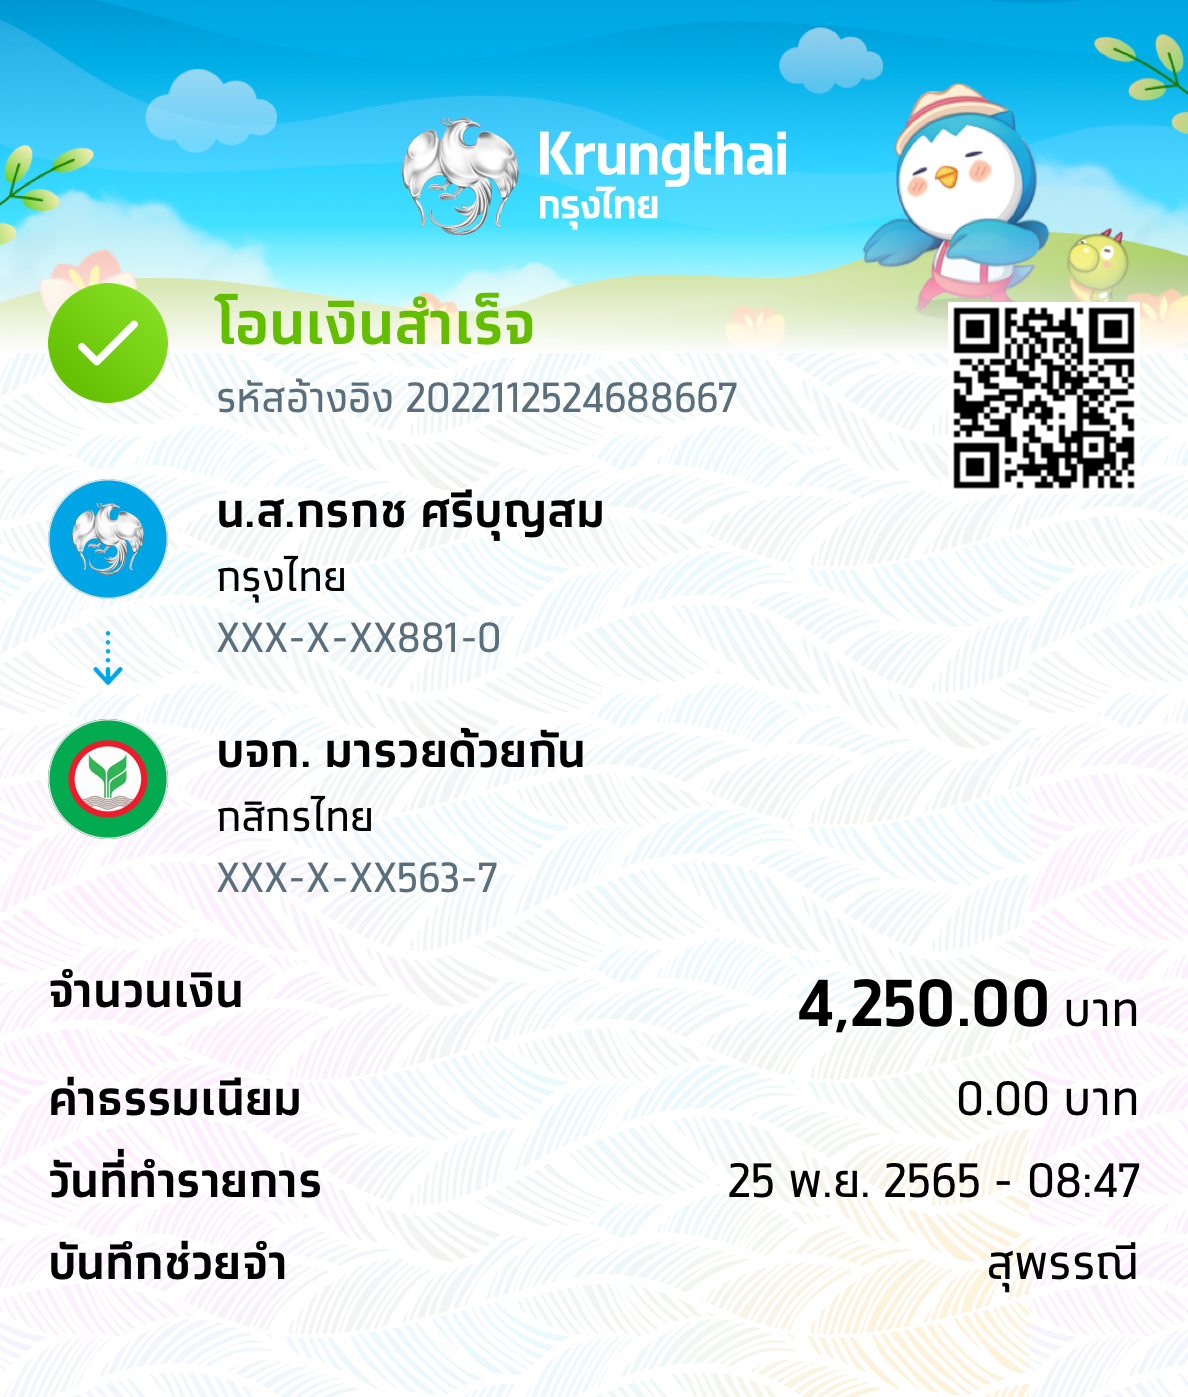 Krungthai
กรุงไทย
โอนเงินสำเร็จ
รหัสอ้างอิง 2022112524688667
น.ส.กรกช ศรีบุญสม
กรุงไทย
XXX-X-XX881-0
บจก. มารวยด้วยกัน
กสิกรไทย
XXX-X-XX563-7
จำนวนเงิน 4,250.00 บาท
ค่าธรรมเนียม 0.00 บาท
วันที่ทำรายการ 25 พ.ย. 2565 - 08:47
บันทึกช่วยจำ สุพรรณี